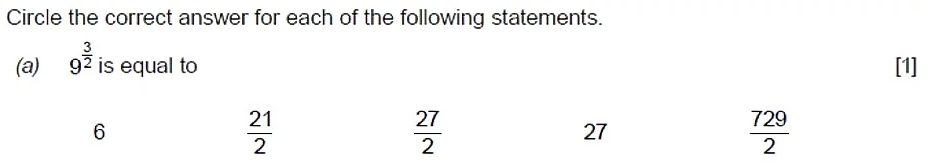 Circle the correct answer for each of the following statements.
(a) 9^{3/2} is equal to [1]
6 21/2 27/2 27 729/2